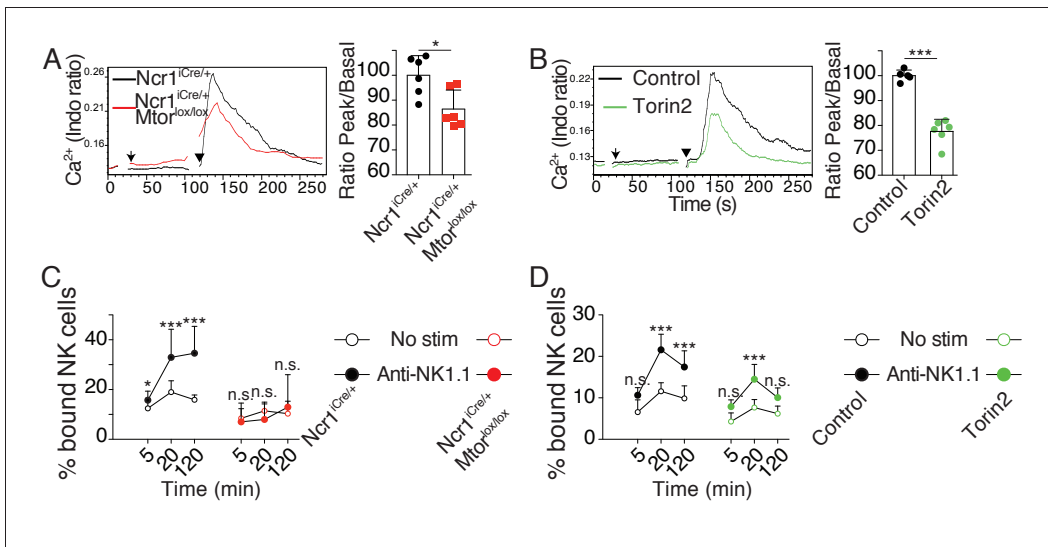 A
Ca2+ (Indo ratio)
0.26
0.21
0.16
Ncr1iCre/+
Ncr1iCre/+
Mtorlox/lox
0 50 100 150 200 250
Ratio Peak/Basal
100
90
80
70
60
*
Ncr1iCre/+
Ncr1iCre/+
Mtorlox/lox
B
Ca2+ (Indo ratio)
0.22
0.19
0.16
0.13
Control
Torin2
0 50 100 150 200 250
Time (s)
Ratio Peak/Basal
100
90
80
70
60
***
Control
Torin2
C
% bound NK cells
40
20
0
*
***
***
n.s.
n.s.
n.s.
5 20 120
5 20 120
Time (min)
No stim
Anti-NK1.1
Ncr1iCre/+
Ncr1iCre/+
Mtorlox/lox
D
% bound NK cells
30
20
10
0
n.s.
***
***
n.s.
***
n.s.
5 20 120
5 20 120
Time (min)
No stim
Anti-NK1.1
Control
Torin2